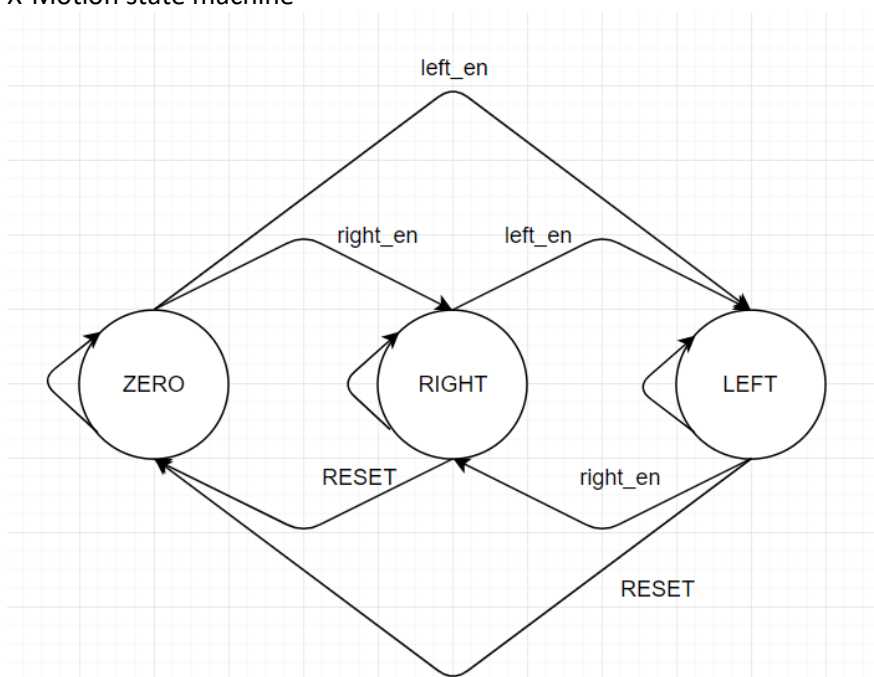 X-Motion state machine
left_en
right_en
left_en
ZERO
RIGHT
LEFT
RESET
right_en
RESET